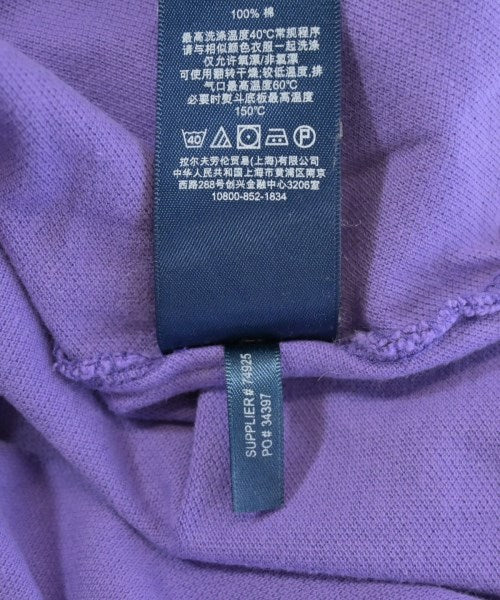 100% 棉
最高洗涤温度40℃常规程序
请与相似颜色衣服一起洗涤
仅允许氧漂/非氯漂
可使用翻转干燥;较低温度,排
气口最高温度60℃
必要时熨斗底板最高温度
150℃
40 P
拉尔夫劳伦贸易(上海)有限公司
中华人民共和国上海市黄浦区南京
西路288号创兴金融中心3206室
10800-852-1834
SUPPLIER# 74925
PO# 34397